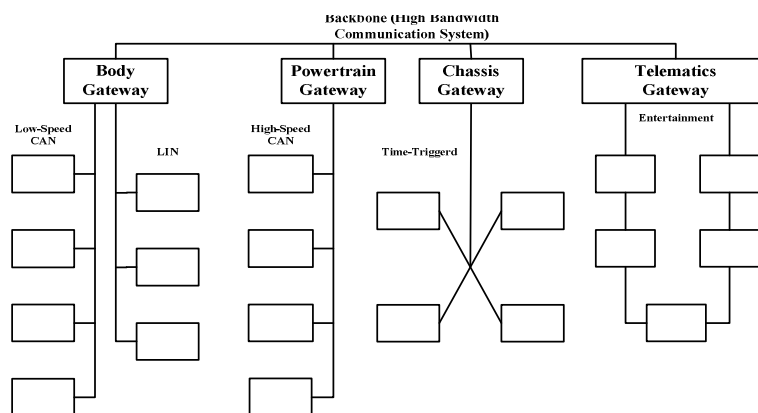 Backbone (High Bandwidth
Communication System)
Body
Gateway
Powertrain
Gateway
Chassis
Gateway
Telematics
Gateway
Low-Speed
CAN
LIN
High-Speed
CAN
Time-Triggerd
Entertainment